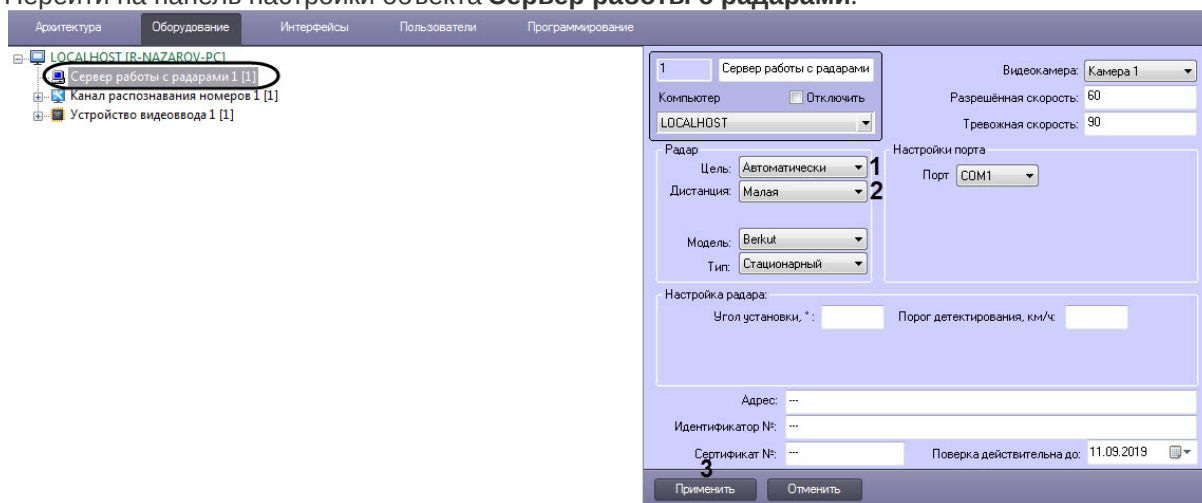 Перейти на панель настройки объекта Сервер работы с радарами.
Архитектура Оборудование Интерфейсы Пользователи Программирование
LOCALHOST [R-NAZAROV-PC]
Сервер работы с радарами 1 [1]
Канал распознавания номеров 1 [1]
Устройство видеоввода 1 [1]
1 Сервер работы с радарами
Компьютер Отключить
LOCALHOST
Видеокамера: Камера 1
Разрешённая скорость: 60
Тревожная скорость: 90
Радар
Цель: Автоматически 1
Дистанция: Малая 2
Модель: Berkut
Тип: Стационарный
Настройки порта
Порт COM1
Настройка радара:
Угол установки, ° : Порог детектирования, км/ч:
Адрес: ---
Идентификатор №: ---
Сертификат №: --- Поверка действительна до: 11.09.2019
3
Применить Отменить